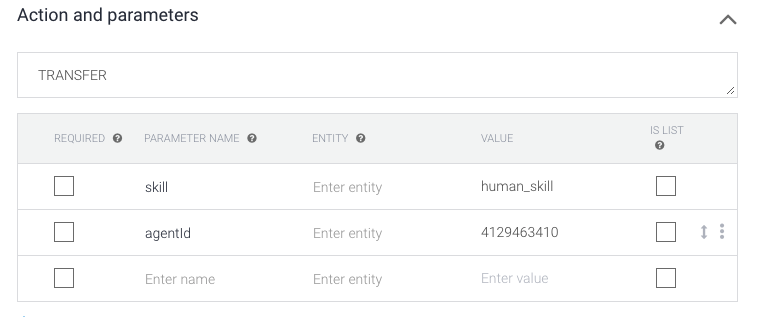 Action and parameters
TRANSFER
REQUIRED PARAMETER NAME ENTITY VALUE IS LIST
skill Enter entity human_skill
agentId Enter entity 4129463410
Enter name Enter entity Enter value